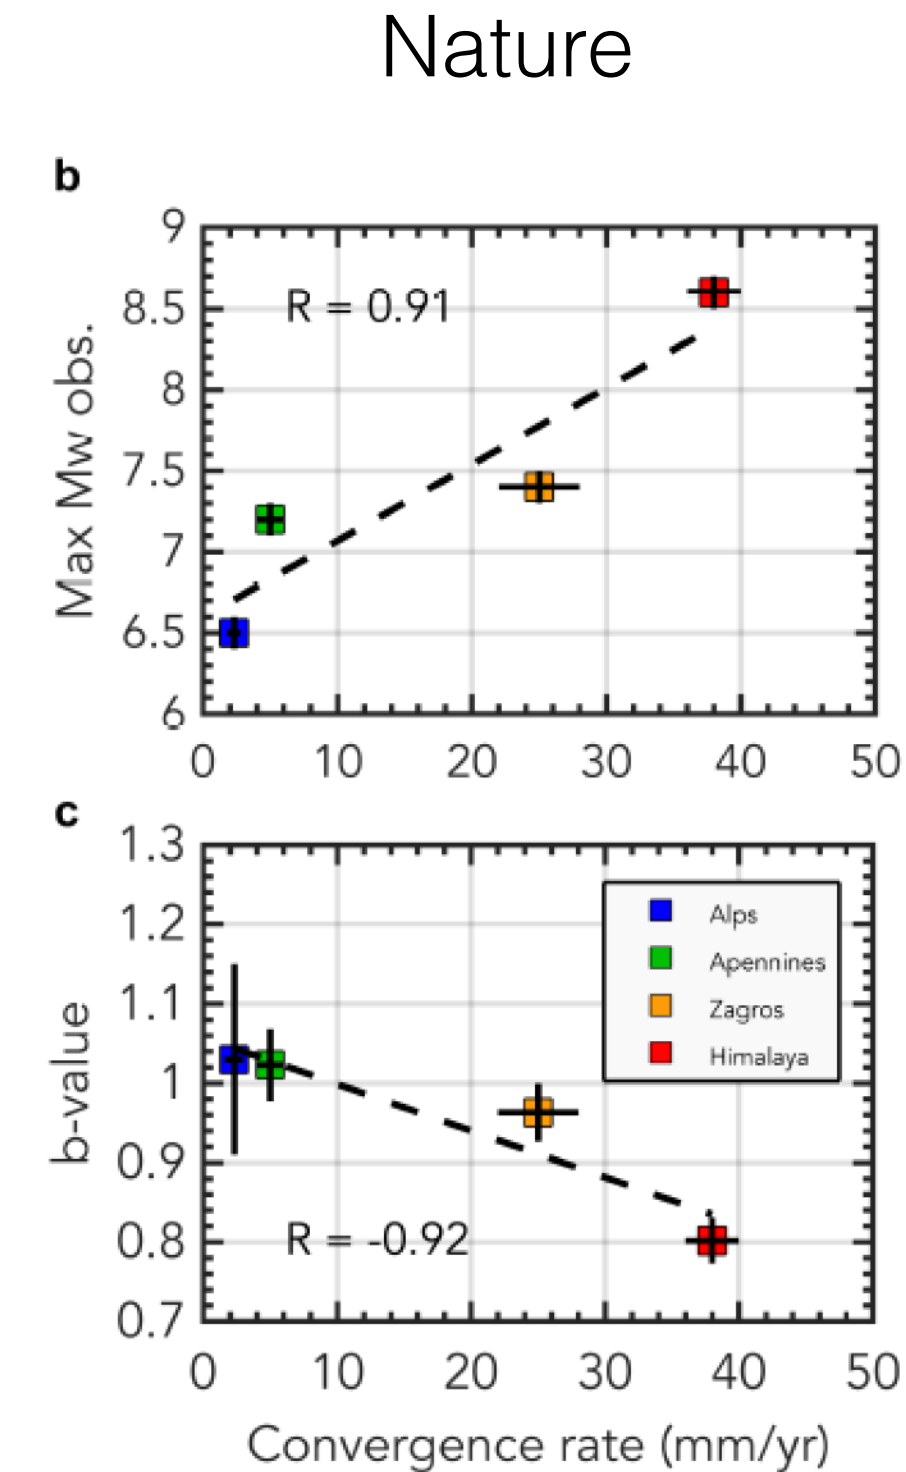 Nature
b
9
8.5
8
7.5
7
6.5
6
Max Mw obs.
R = 0.91
0 10 20 30 40 50
c
1.3
1.2
1.1
1
0.9
0.8
0.7
b-value
Alps
Apennines
Zagros
Himalaya
R = -0.92
0 10 20 30 40 50
Convergence rate (mm/yr)